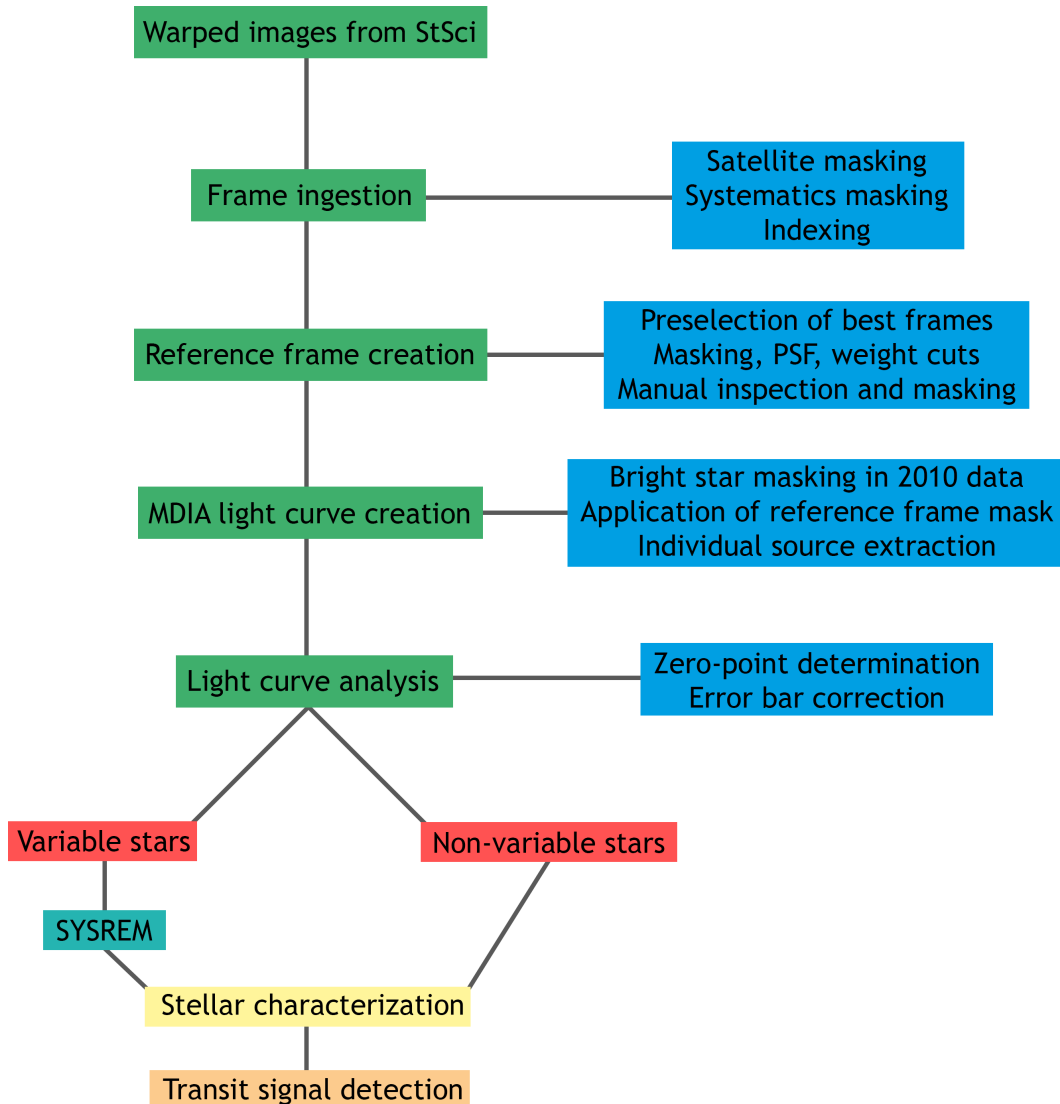 Warped images from StSci
Frame ingestion
Satellite masking
Systematics masking
Indexing
Reference frame creation
Preselection of best frames
Masking, PSF, weight cuts
Manual inspection and masking
MDIA light curve creation
Bright star masking in 2010 data
Application of reference frame mask
Individual source extraction
Light curve analysis
Zero-point determination
Error bar correction
Variable stars
Non-variable stars
SYSREM
Stellar characterization
Transit signal detection